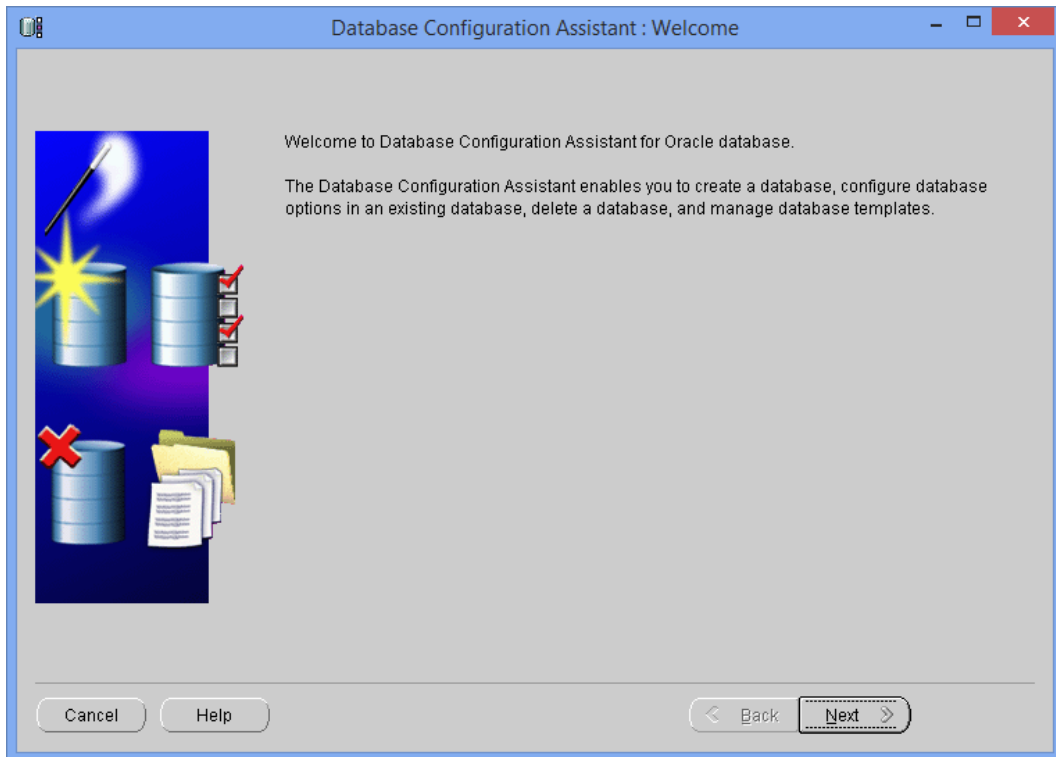 Database Configuration Assistant : Welcome
Welcome to Database Configuration Assistant for Oracle database.
The Database Configuration Assistant enables you to create a database, configure database
options in an existing database, delete a database, and manage database templates.
Cancel
Help
Back
Next